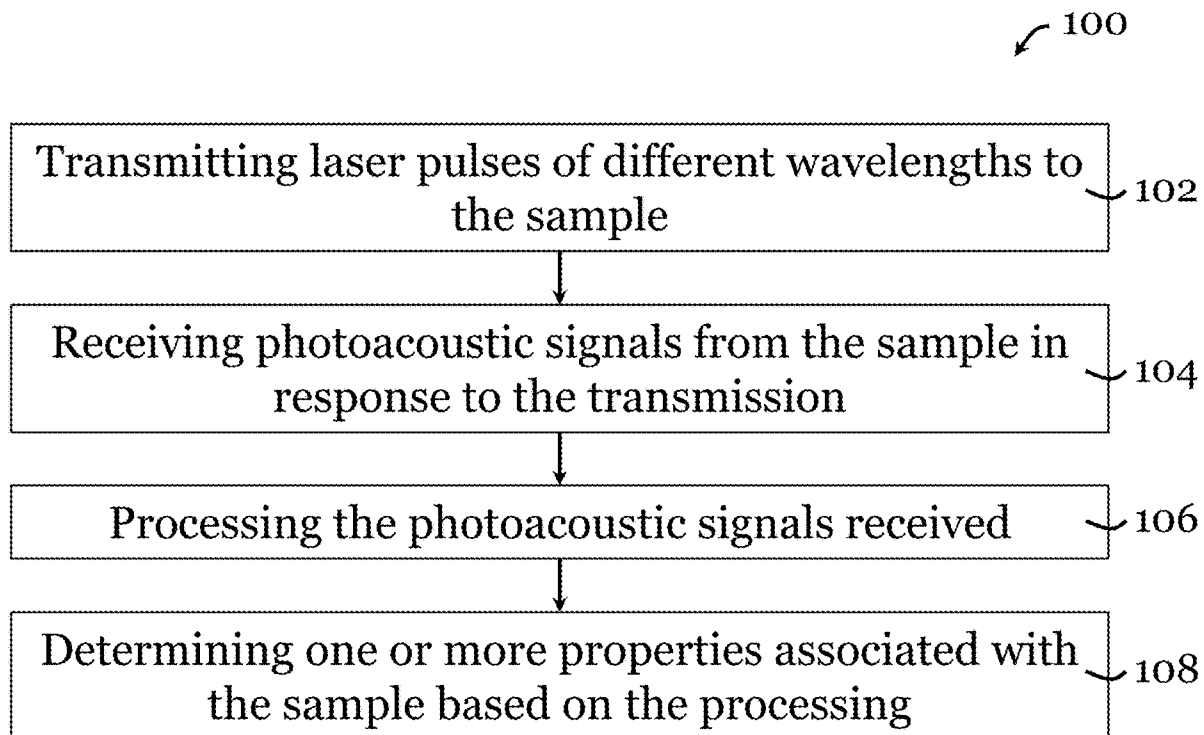 100
Transmitting laser pulses of different wavelengths to
the sample
102
Receiving photoacoustic signals from the sample in
response to the transmission
104
Processing the photoacoustic signals received
106
Determining one or more properties associated with
the sample based on the processing
108